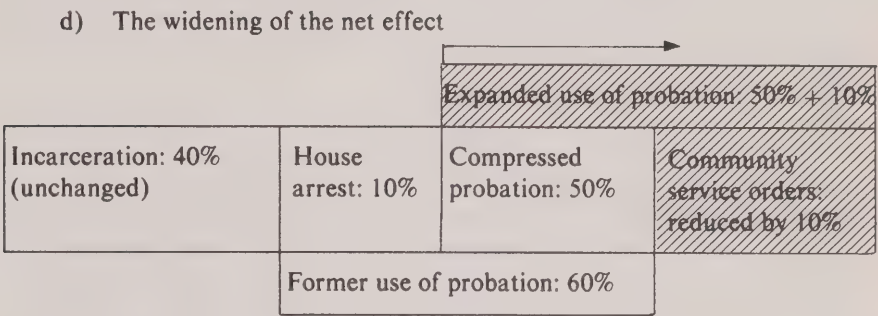 d) The widening of the net effect
Expanded use of probation: 50% + 10%
Incarceration: 40%
(unchanged)
House
arrest: 10%
Compressed
probation: 50%
Community
service orders:
reduced by 10%
Former use of probation: 60%